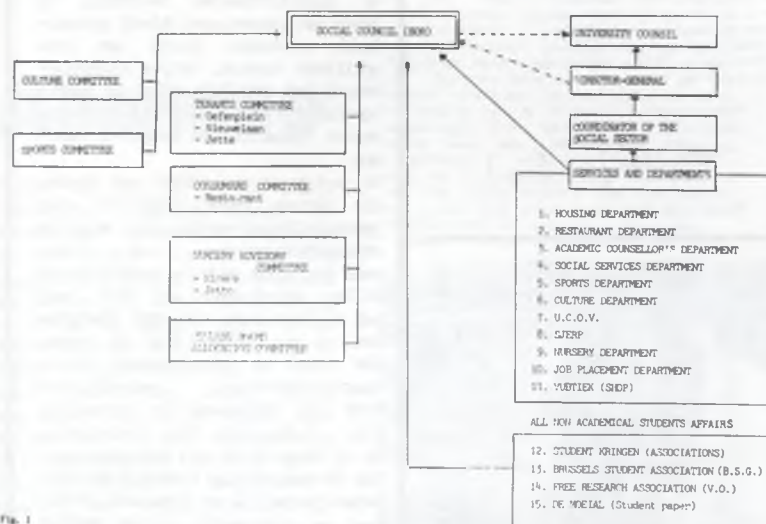 SOCIAL COUNCIL
UNIVERSITY COUNSEL
CULTURE COMMITTEE
SPORTS COMMITTEE
DIRECTOR-GENERAL
COORDINATOR OF THE
SOCIAL SECTOR
SERVICES AND DEPARTMENTS
TENANTS COMMITTEE
- Nieuwelaan
- Jette
CONSUMERS COMMITTEE
- Restaurant
NURSERY ADVISORY
COMMITTEE
- Jette
ALLOCATING COMMITTEE
1. HOUSING DEPARTMENT
2. RESTAURANT DEPARTMENT
3. ACADEMIC COUNSELLOR'S DEPARTMENT
4. SOCIAL SERVICES DEPARTMENT
5. SPORTS DEPARTMENT
6. CULTURE DEPARTMENT
7. U.C.O.V.
8. SJERP
9. NURSERY DEPARTMENT
10. JOB PLACEMENT DEPARTMENT
11. VUBTIEK (SHOP)
ALL NON ACADEMICAL STUDENTS AFFAIRS
12. STUDENT KRINGEN (ASSOCIATIONS)
13. BRUSSELS STUDENT ASSOCIATION (B.S.G.)
14. FREE RESEARCH ASSOCIATION (V.O.)
15. DE MOEIAL (Student paper)
Fig. 1